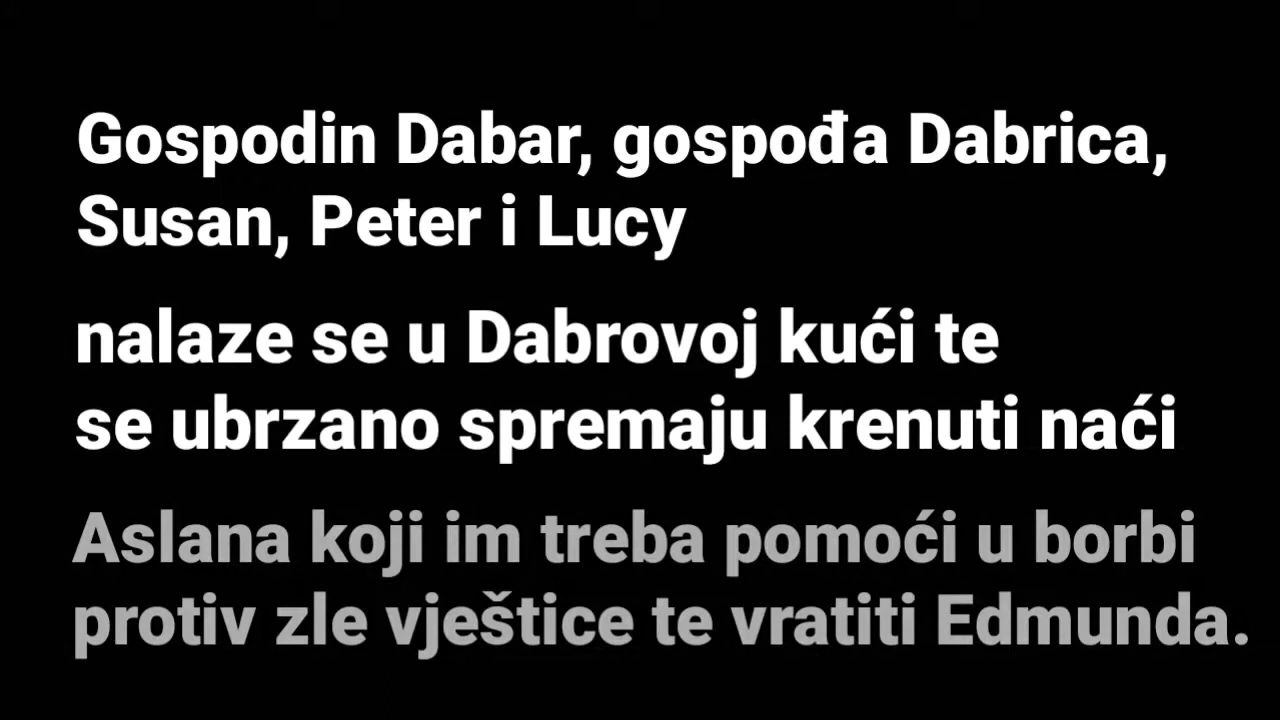 Gospodin Dabar, gospođa Dabrica,
Susan, Peter i Lucy
nalaze se u Dabrovoj kući te
se ubrzano spremaju krenuti naći
Aslana koji im treba pomoći u borbi
protiv zle vještice te vratiti Edmunda.